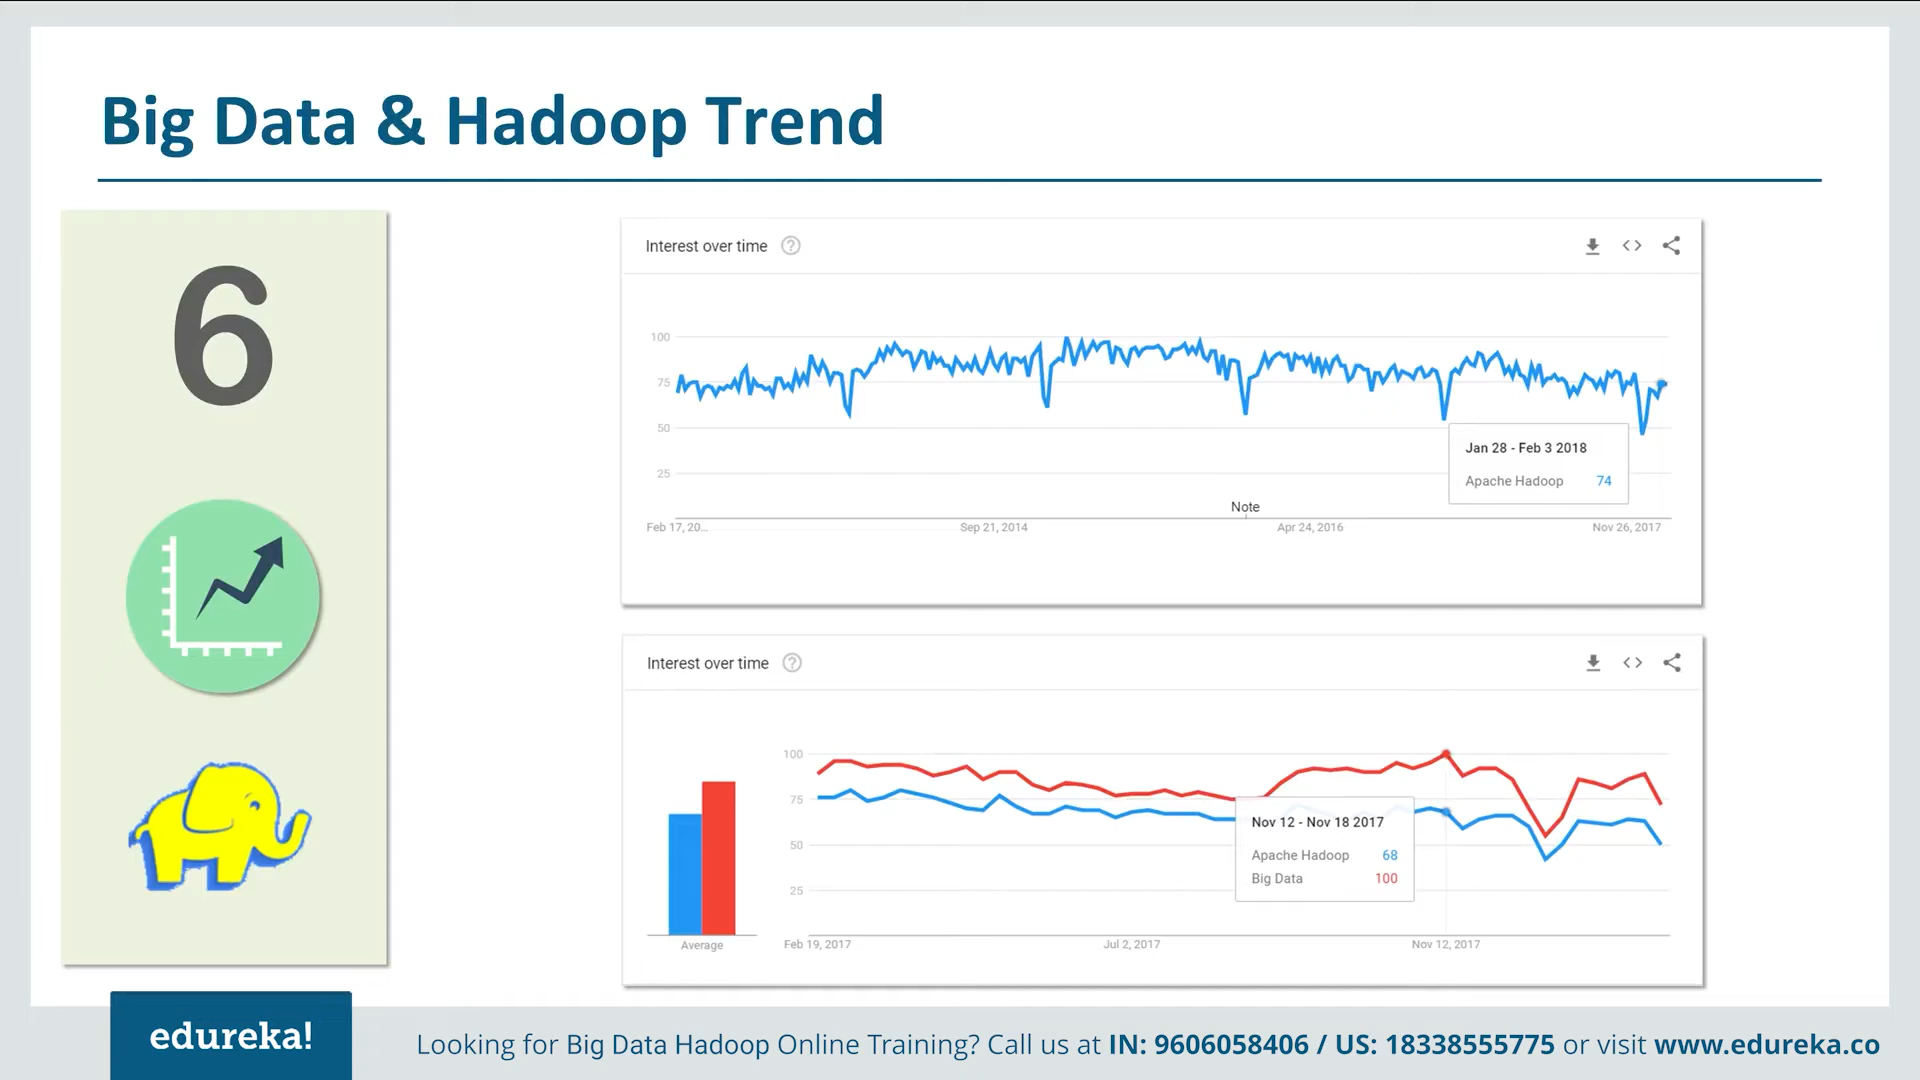 Big Data & Hadoop Trend
6
Interest over time ?
100
75
50
25
Jan 28 - Feb 3 2018
Apache Hadoop 74
Note
Feb 17, 20... Sep 21, 2014 Apr 24, 2016 Nov 26, 2017
Interest over time ?
100
75
50
25
Nov 12 - Nov 18 2017
Apache Hadoop 68
Big Data 100
Average Feb 19, 2017 Jul 2, 2017 Nov 12, 2017
edureka!
Looking for Big Data Hadoop Online Training? Call us at IN: 9606058406 / US: 18338555775 or visit www.edureka.co